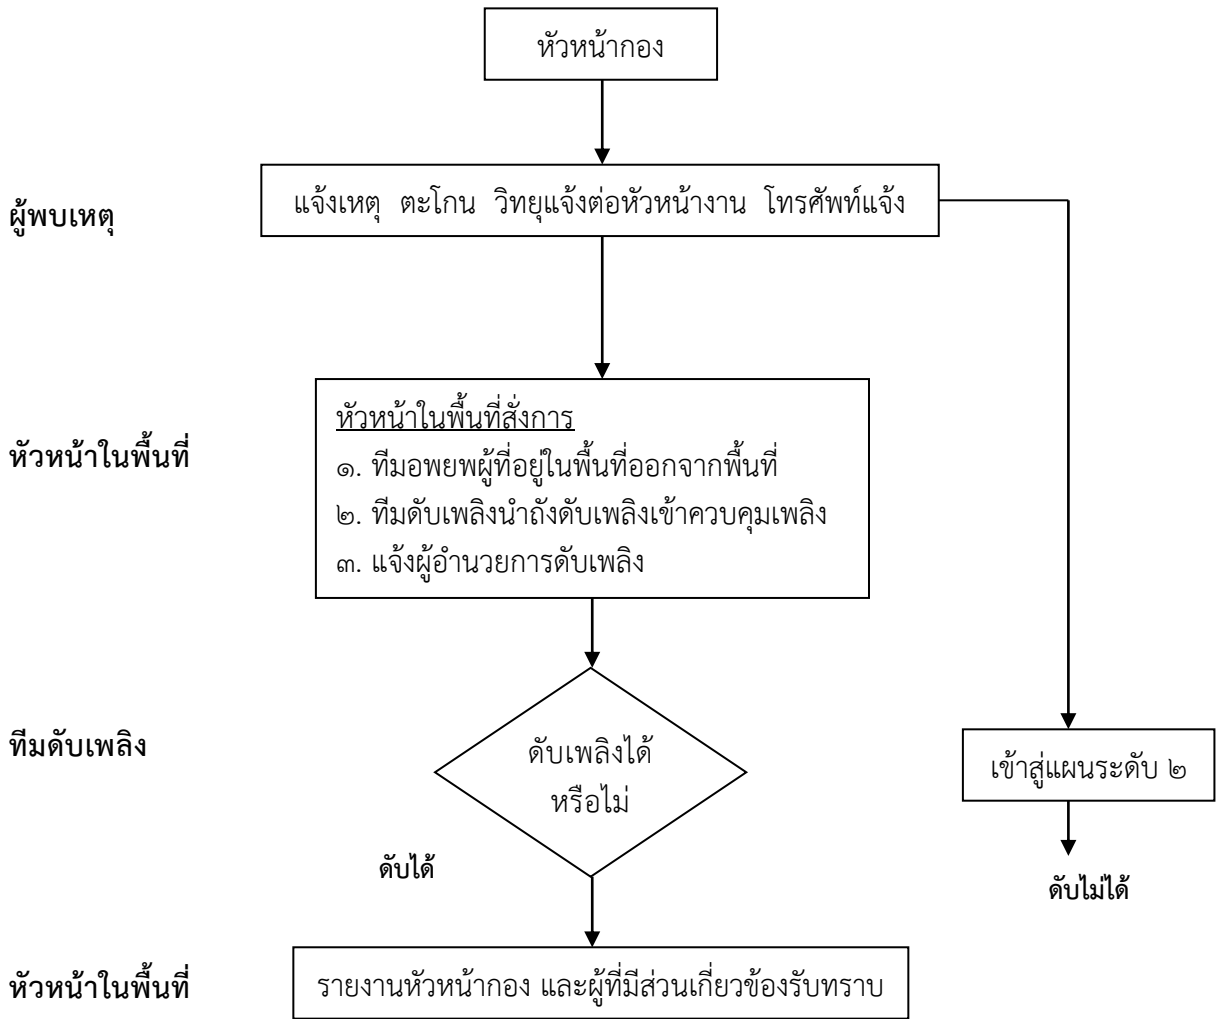 หัวหน้ากอง
ผู้พบเหตุ
แจ้งเหตุ ตะโกน วิทยุแจ้งต่อหัวหน้างาน โทรศัพท์แจ้ง
หัวหน้าในพื้นที่
หัวหน้าในพื้นที่สั่งการ
๑. ทีมอพยพผู้ที่อยู่ในพื้นที่ออกจากพื้นที่
๒. ทีมดับเพลิงนำถังดับเพลิงเข้าควบคุมเพลิง
๓. แจ้งผู้อำนวยการดับเพลิง
ทีมดับเพลิง
ดับเพลิงได้
หรือไม่
เข้าสู่แผนระดับ ๒
ดับได้
ดับไม่ได้
หัวหน้าในพื้นที่
รายงานหัวหน้ากอง และผู้ที่มีส่วนเกี่ยวข้องรับทราบ